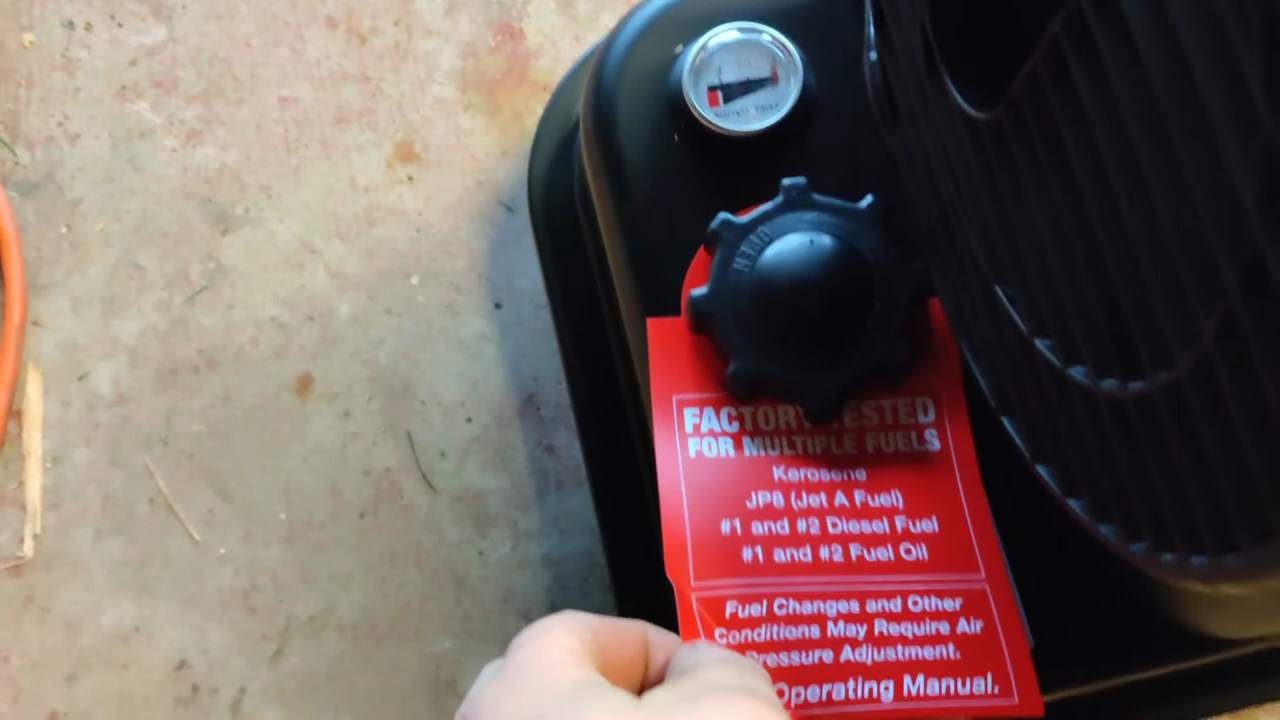 OPEN
FACTORY TESTED
FOR MULTIPLE FUELS
Kerosene
JP8 (Jet A Fuel)
#1 and #2 Diesel Fuel
#1 and #2 Fuel Oil
Fuel Changes and Other
Conditions May Require Air
Pressure Adjustment.
Operating Manual.